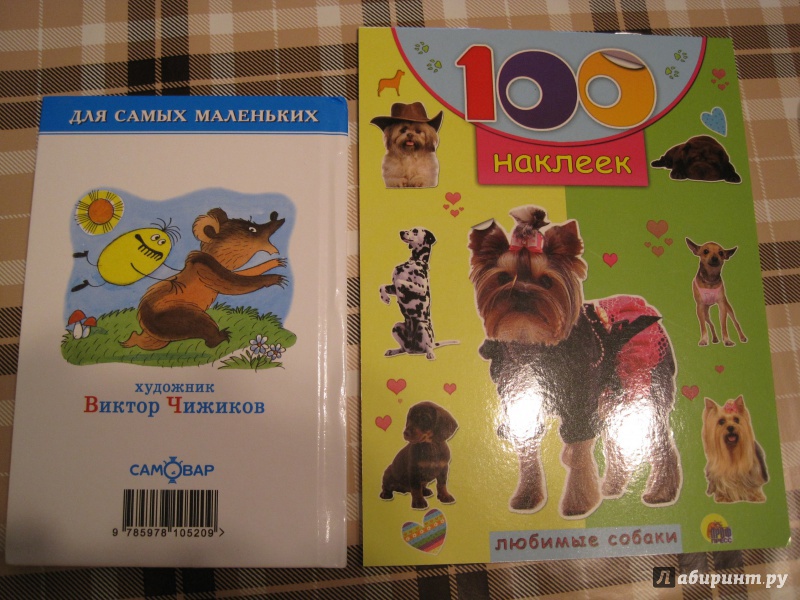 ДЛЯ САМЫХ МАЛЕНЬКИХ
художник
Виктор Чижиков
САМОВАР
9 785978 105209 >
100
наклеек
любимые собаки
Лабиринт.ру